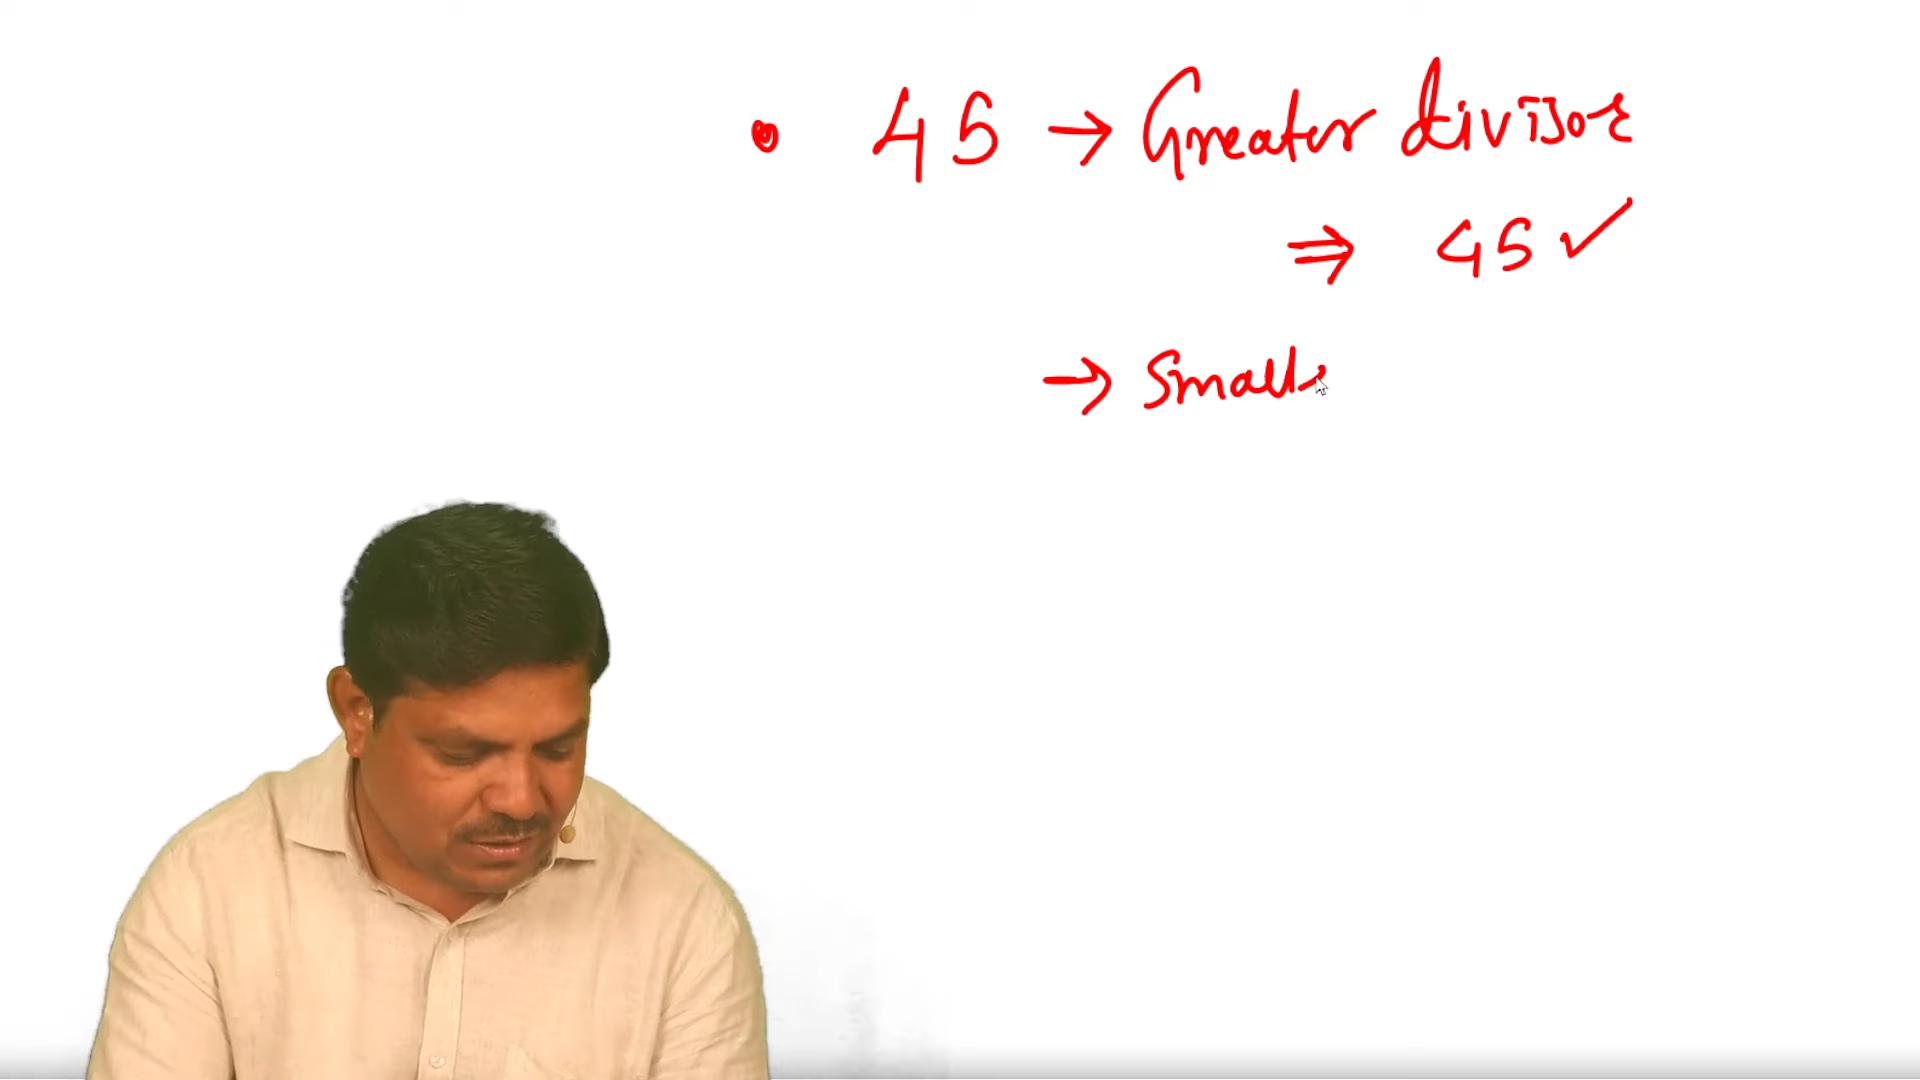 • 45 → Greater divisor
⇒ 45 ✓
→ Smalle